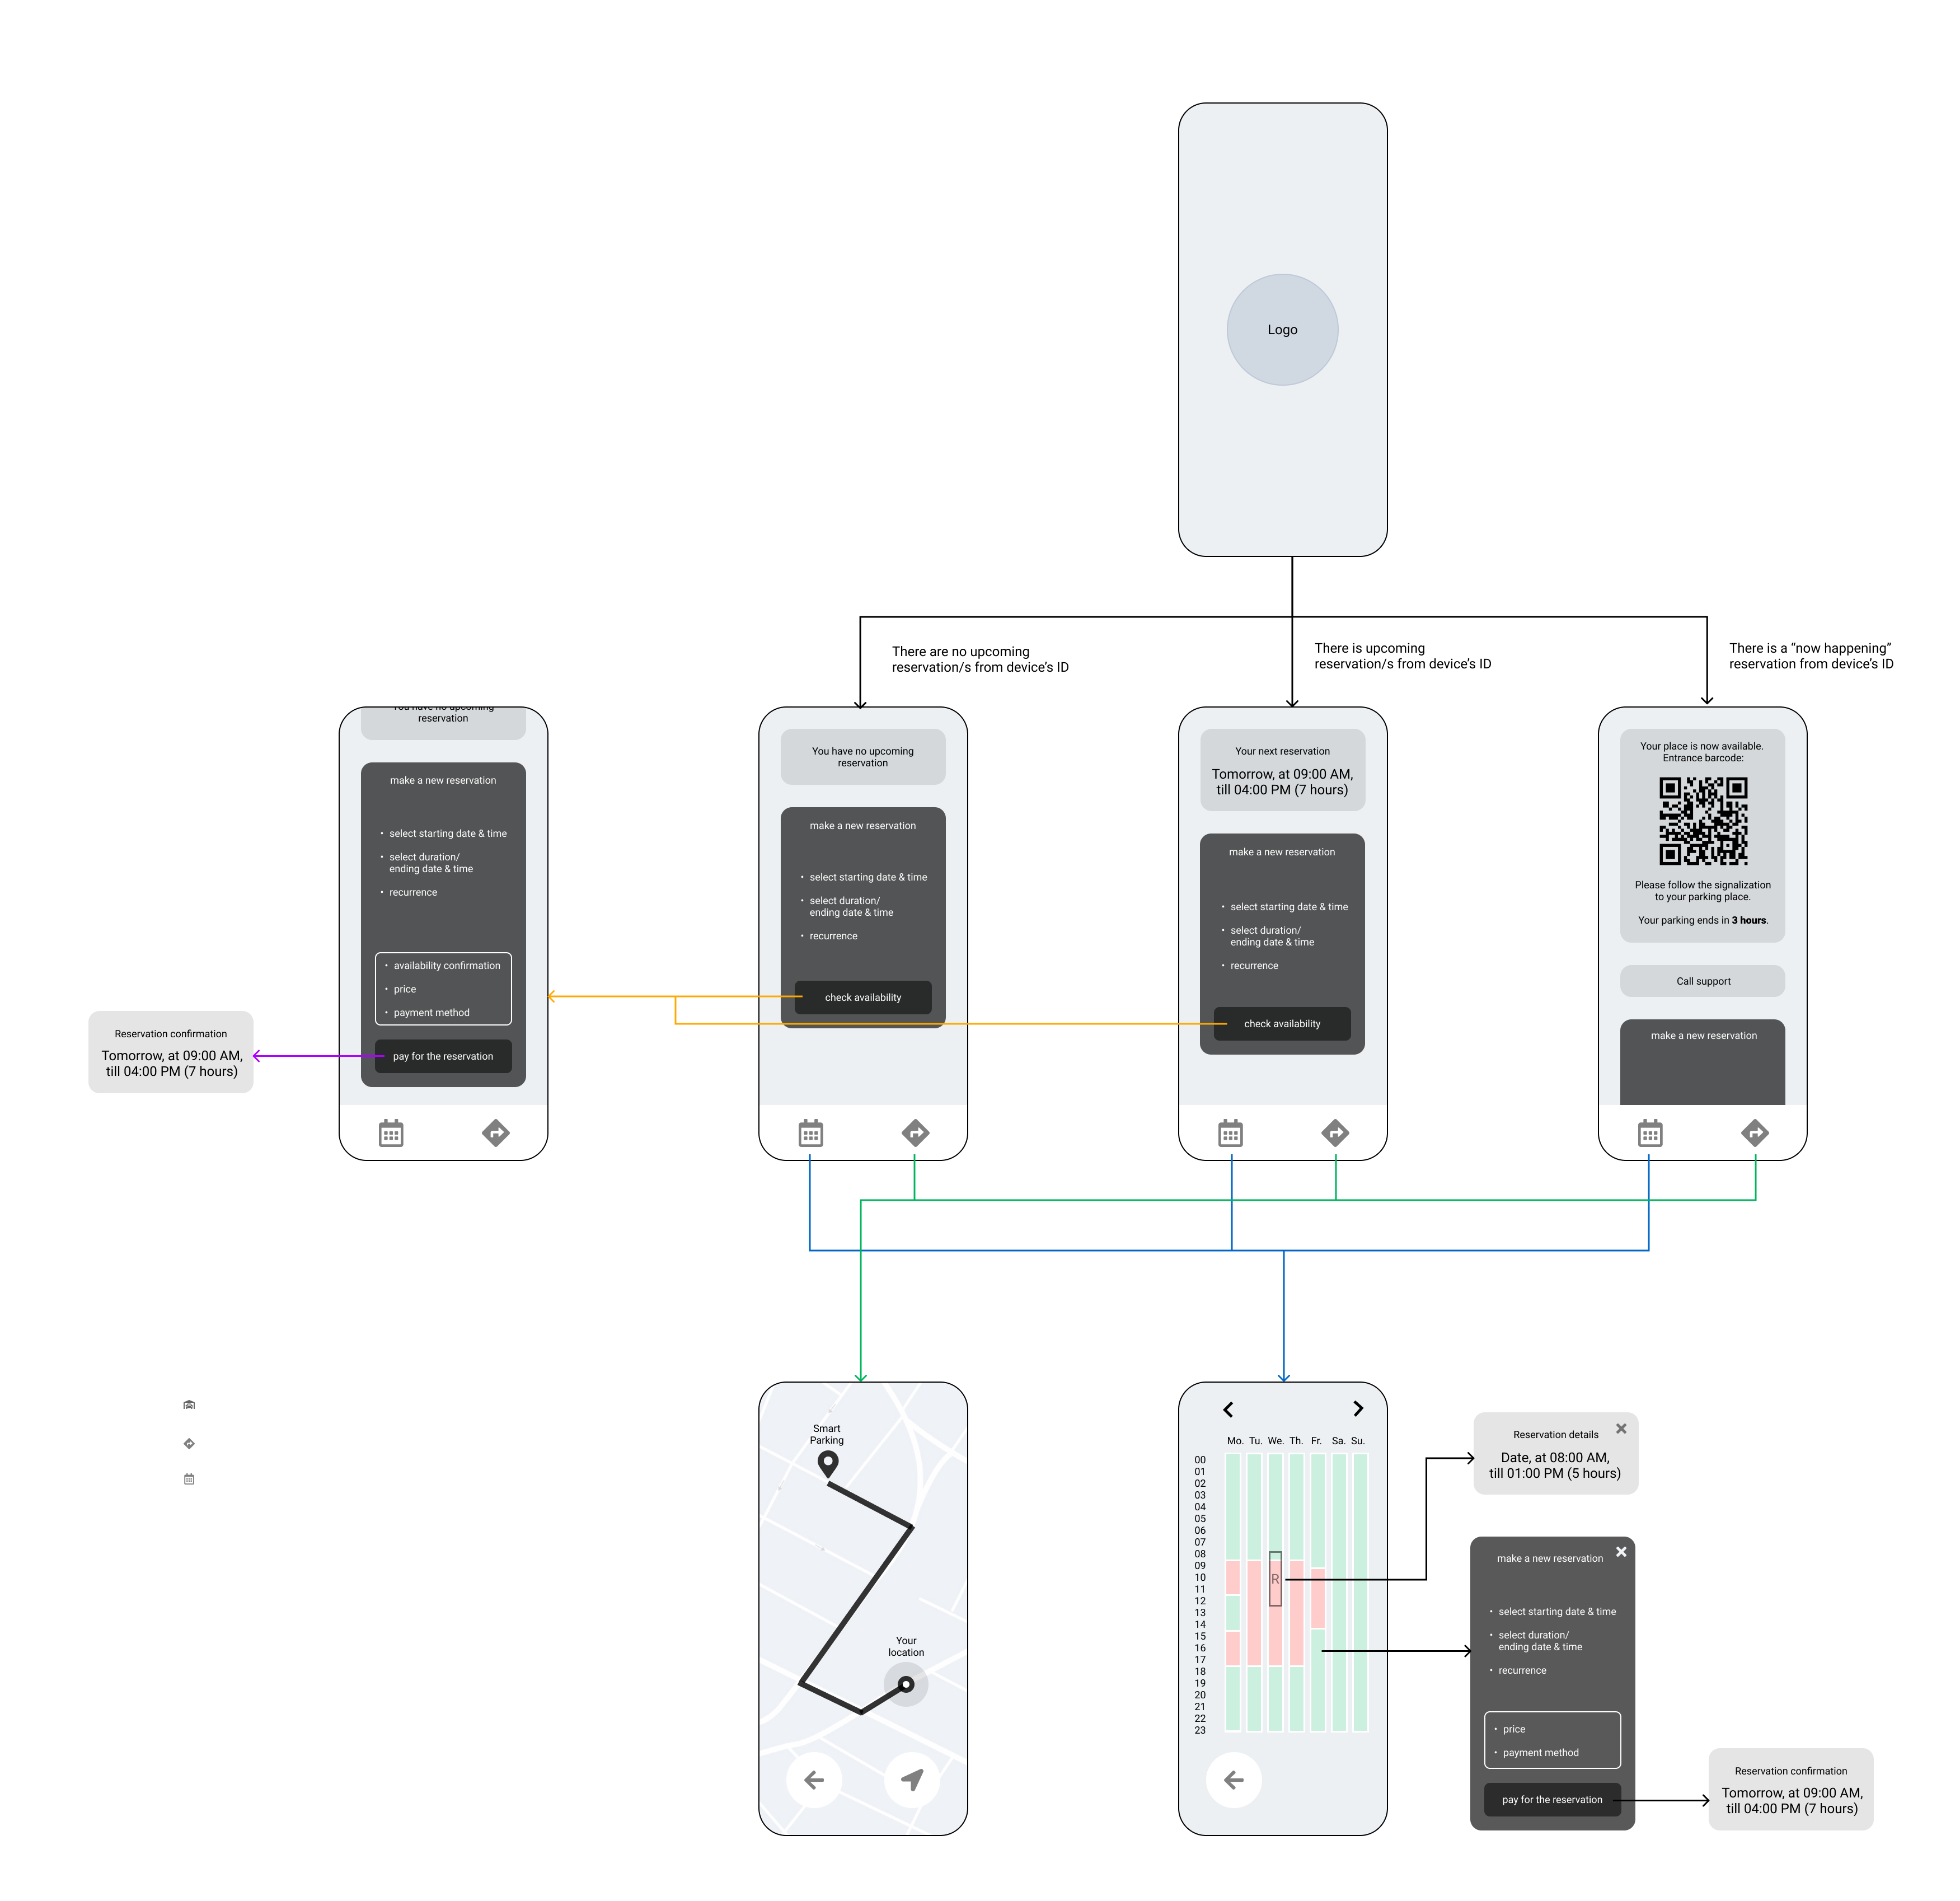 Logo
There are no upcoming
reservation/s from device's ID
There is upcoming
reservation/s from device's ID
There is a “now happening”
reservation from device's ID
You have no upcoming
reservation
make a new reservation
• select starting date & time
• select duration/
ending date & time
• recurrence
• availability confirmation
• price
• payment method
pay for the reservation
Reservation confirmation
Tomorrow, at 09:00 AM,
till 04:00 PM (7 hours)
You have no upcoming
reservation
make a new reservation
• select starting date & time
• select duration/
ending date & time
• recurrence
check availability
Your next reservation
Tomorrow, at 09:00 AM,
till 04:00 PM (7 hours)
make a new reservation
• select starting date & time
• select duration/
ending date & time
• recurrence
check availability
Your place is now available.
Entrance barcode:
Please follow the signalization
to your parking place.
Your parking ends in 3 hours.
Call support
make a new reservation
Smart
Parking
Your
location
Mo. Tu. We. Th. Fr. Sa. Su.
00
01
02
03
04
05
06
07
08
09
10
11
12
13
14
15
16
17
18
19
20
21
22
23
R
Reservation details
Date, at 08:00 AM,
till 01:00 PM (5 hours)
make a new reservation
• select starting date & time
• select duration/
ending date & time
• recurrence
• price
• payment method
pay for the reservation
Reservation confirmation
Tomorrow, at 09:00 AM,
till 04:00 PM (7 hours)